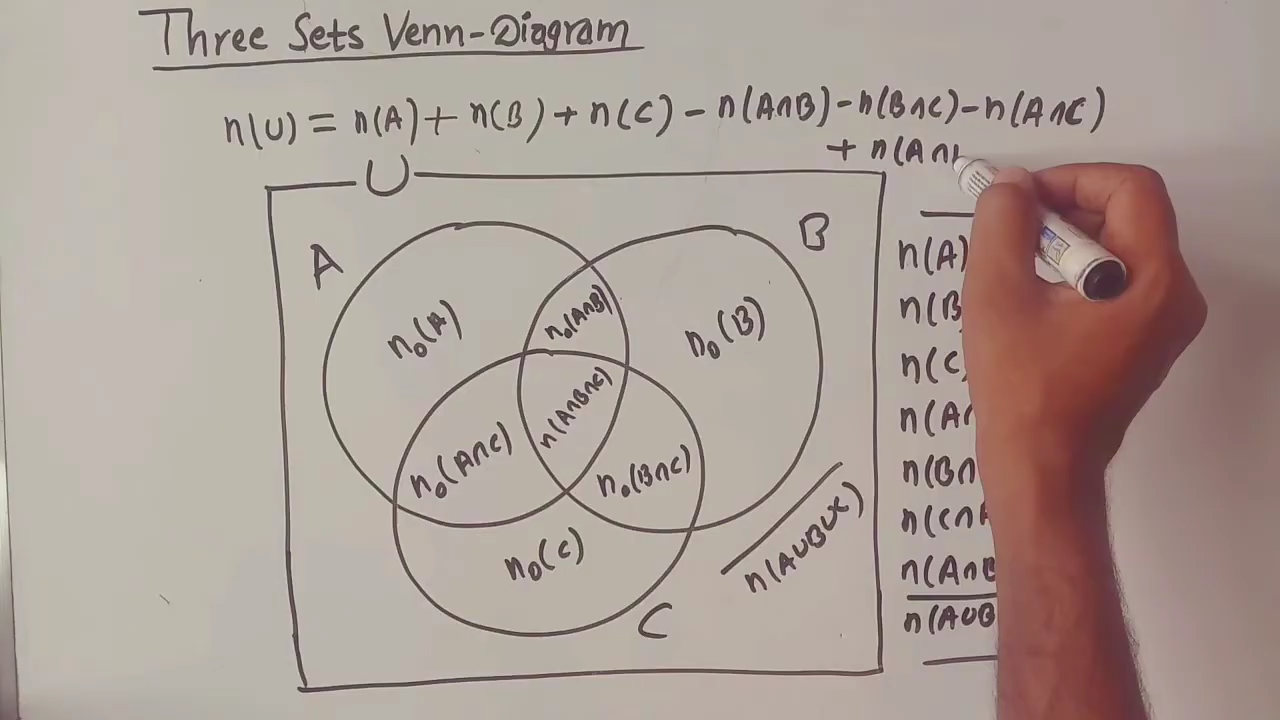 Three Sets Venn-Diagram
n(U) = n(A) + n(B) + n(C) - n(A∩B) - n(B∩C) - n(A∩C)
+ n(A∩
U
A
B
n₀(A)
n₀(A∩B)
n₀(B)
n(A∩B∩C)
n₀(A∩C)
n₀(B∩C)
n₀(C)
C
n(A∪B∪C)
n(A)
n(B
n(C)
n(A∩
n(B∩
n(C∩A
n(A∩B
n(A∪B